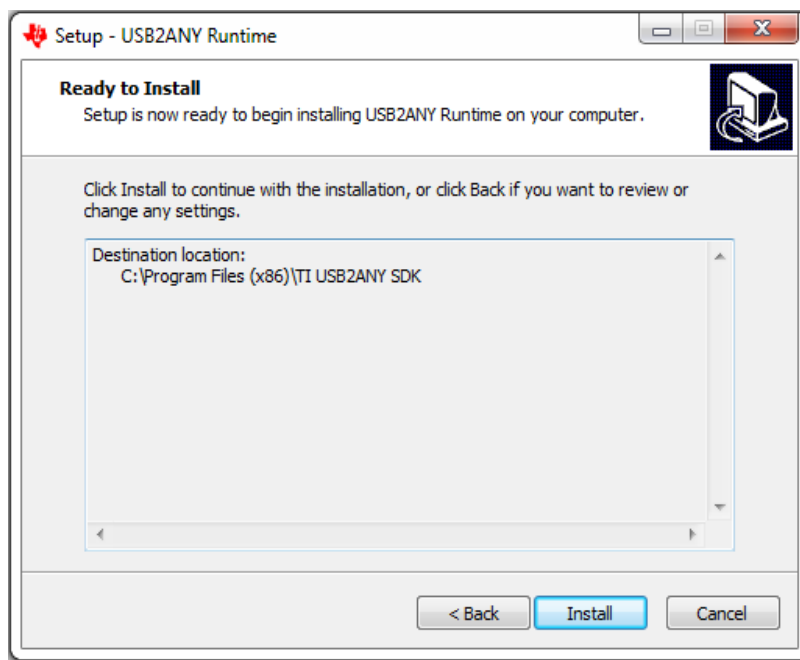 Setup - USB2ANY Runtime
Ready to Install
Setup is now ready to begin installing USB2ANY Runtime on your computer.
Click Install to continue with the installation, or click Back if you want to review or
change any settings.
Destination location:
C:\Program Files (x86)\TI USB2ANY SDK
< Back
Install
Cancel